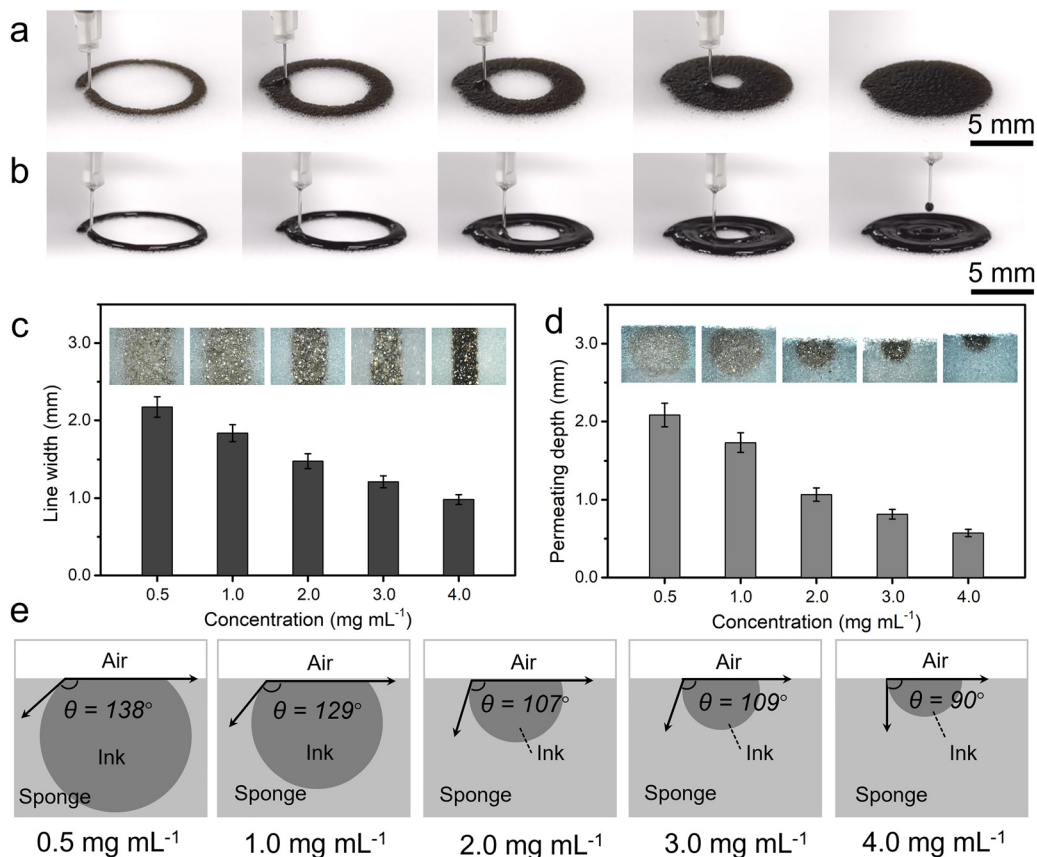 a
5 mm
b
5 mm
c
3.0
2.0
1.0
0.0
Line width (mm)
0.5 1.0 2.0 3.0 4.0
Concentration (mg mL⁻¹)
d
3.0
2.0
1.0
0.0
Permeating depth (mm)
0.5 1.0 2.0 3.0 4.0
Concentration (mg mL⁻¹)
e
Air
θ = 138°
Ink
Sponge
0.5 mg mL⁻¹
Air
θ = 129°
Ink
Sponge
1.0 mg mL⁻¹
Air
θ = 107°
Ink
Sponge
2.0 mg mL⁻¹
Air
θ = 109°
Ink
Sponge
3.0 mg mL⁻¹
Air
θ = 90°
Ink
Sponge
4.0 mg mL⁻¹